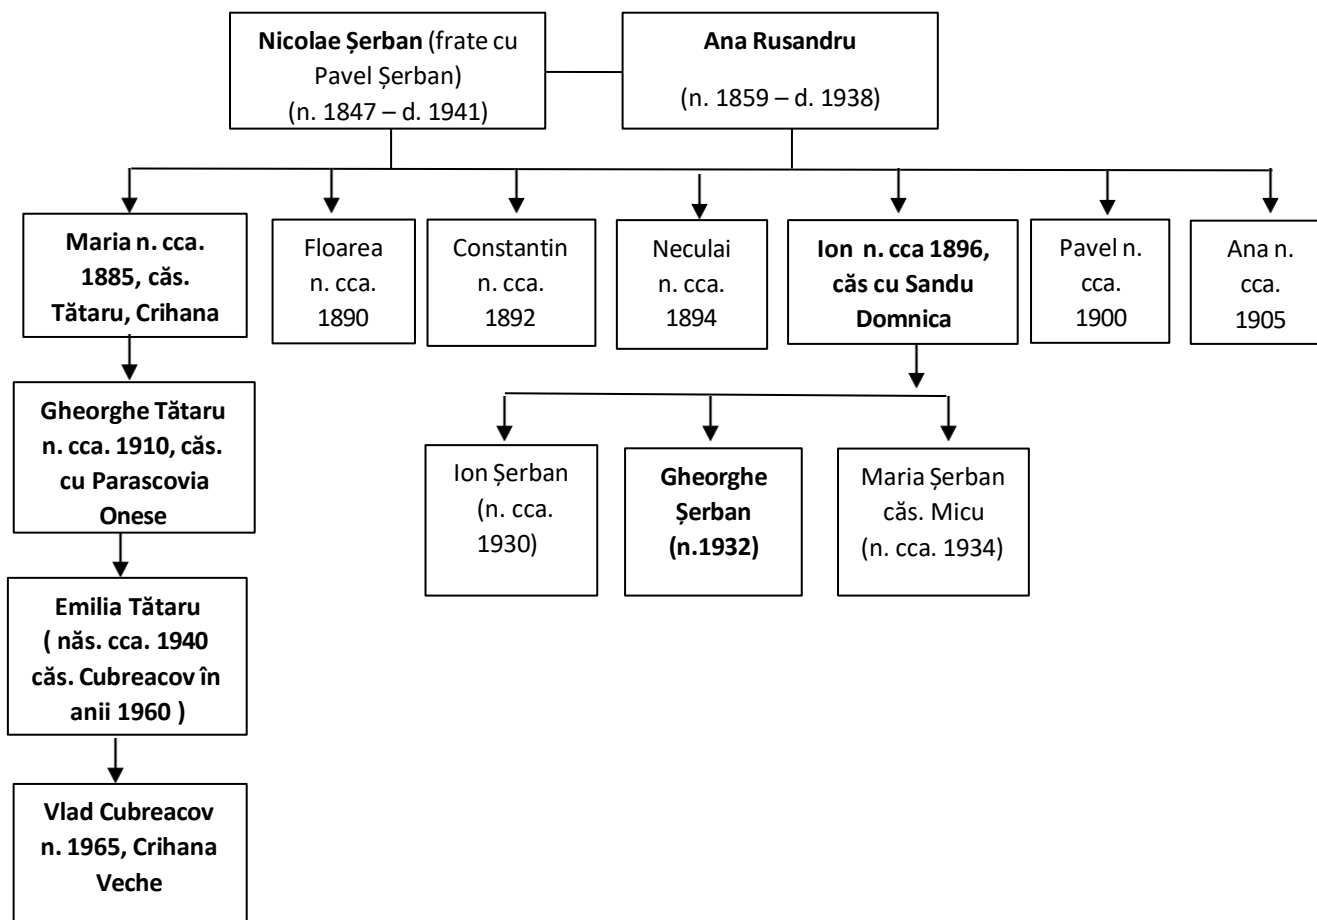 Nicolae Șerban (frate cu
Pavel Șerban)
(n. 1847 – d. 1941)
Ana Rusandru
(n. 1859 – d. 1938)
Maria n. cca.
1885, căs.
Tătaru, Crihana
Floarea
n. cca.
1890
Constantin
n. cca.
1892
Neculai
n. cca.
1894
Ion n. cca 1896,
căs cu Sandu
Domnica
Pavel n.
cca.
1900
Ana n.
cca.
1905
Gheorghe Tătaru
n. cca. 1910, căs.
cu Parascovia
Onese
Ion Șerban
(n. cca.
1930)
Gheorghe
Șerban
(n.1932)
Maria Șerban
căs. Micu
(n. cca. 1934)
Emilia Tătaru
( năs. cca. 1940
căs. Cubreacov în
anii 1960 )
Vlad Cubreacov
n. 1965, Crihana
Veche